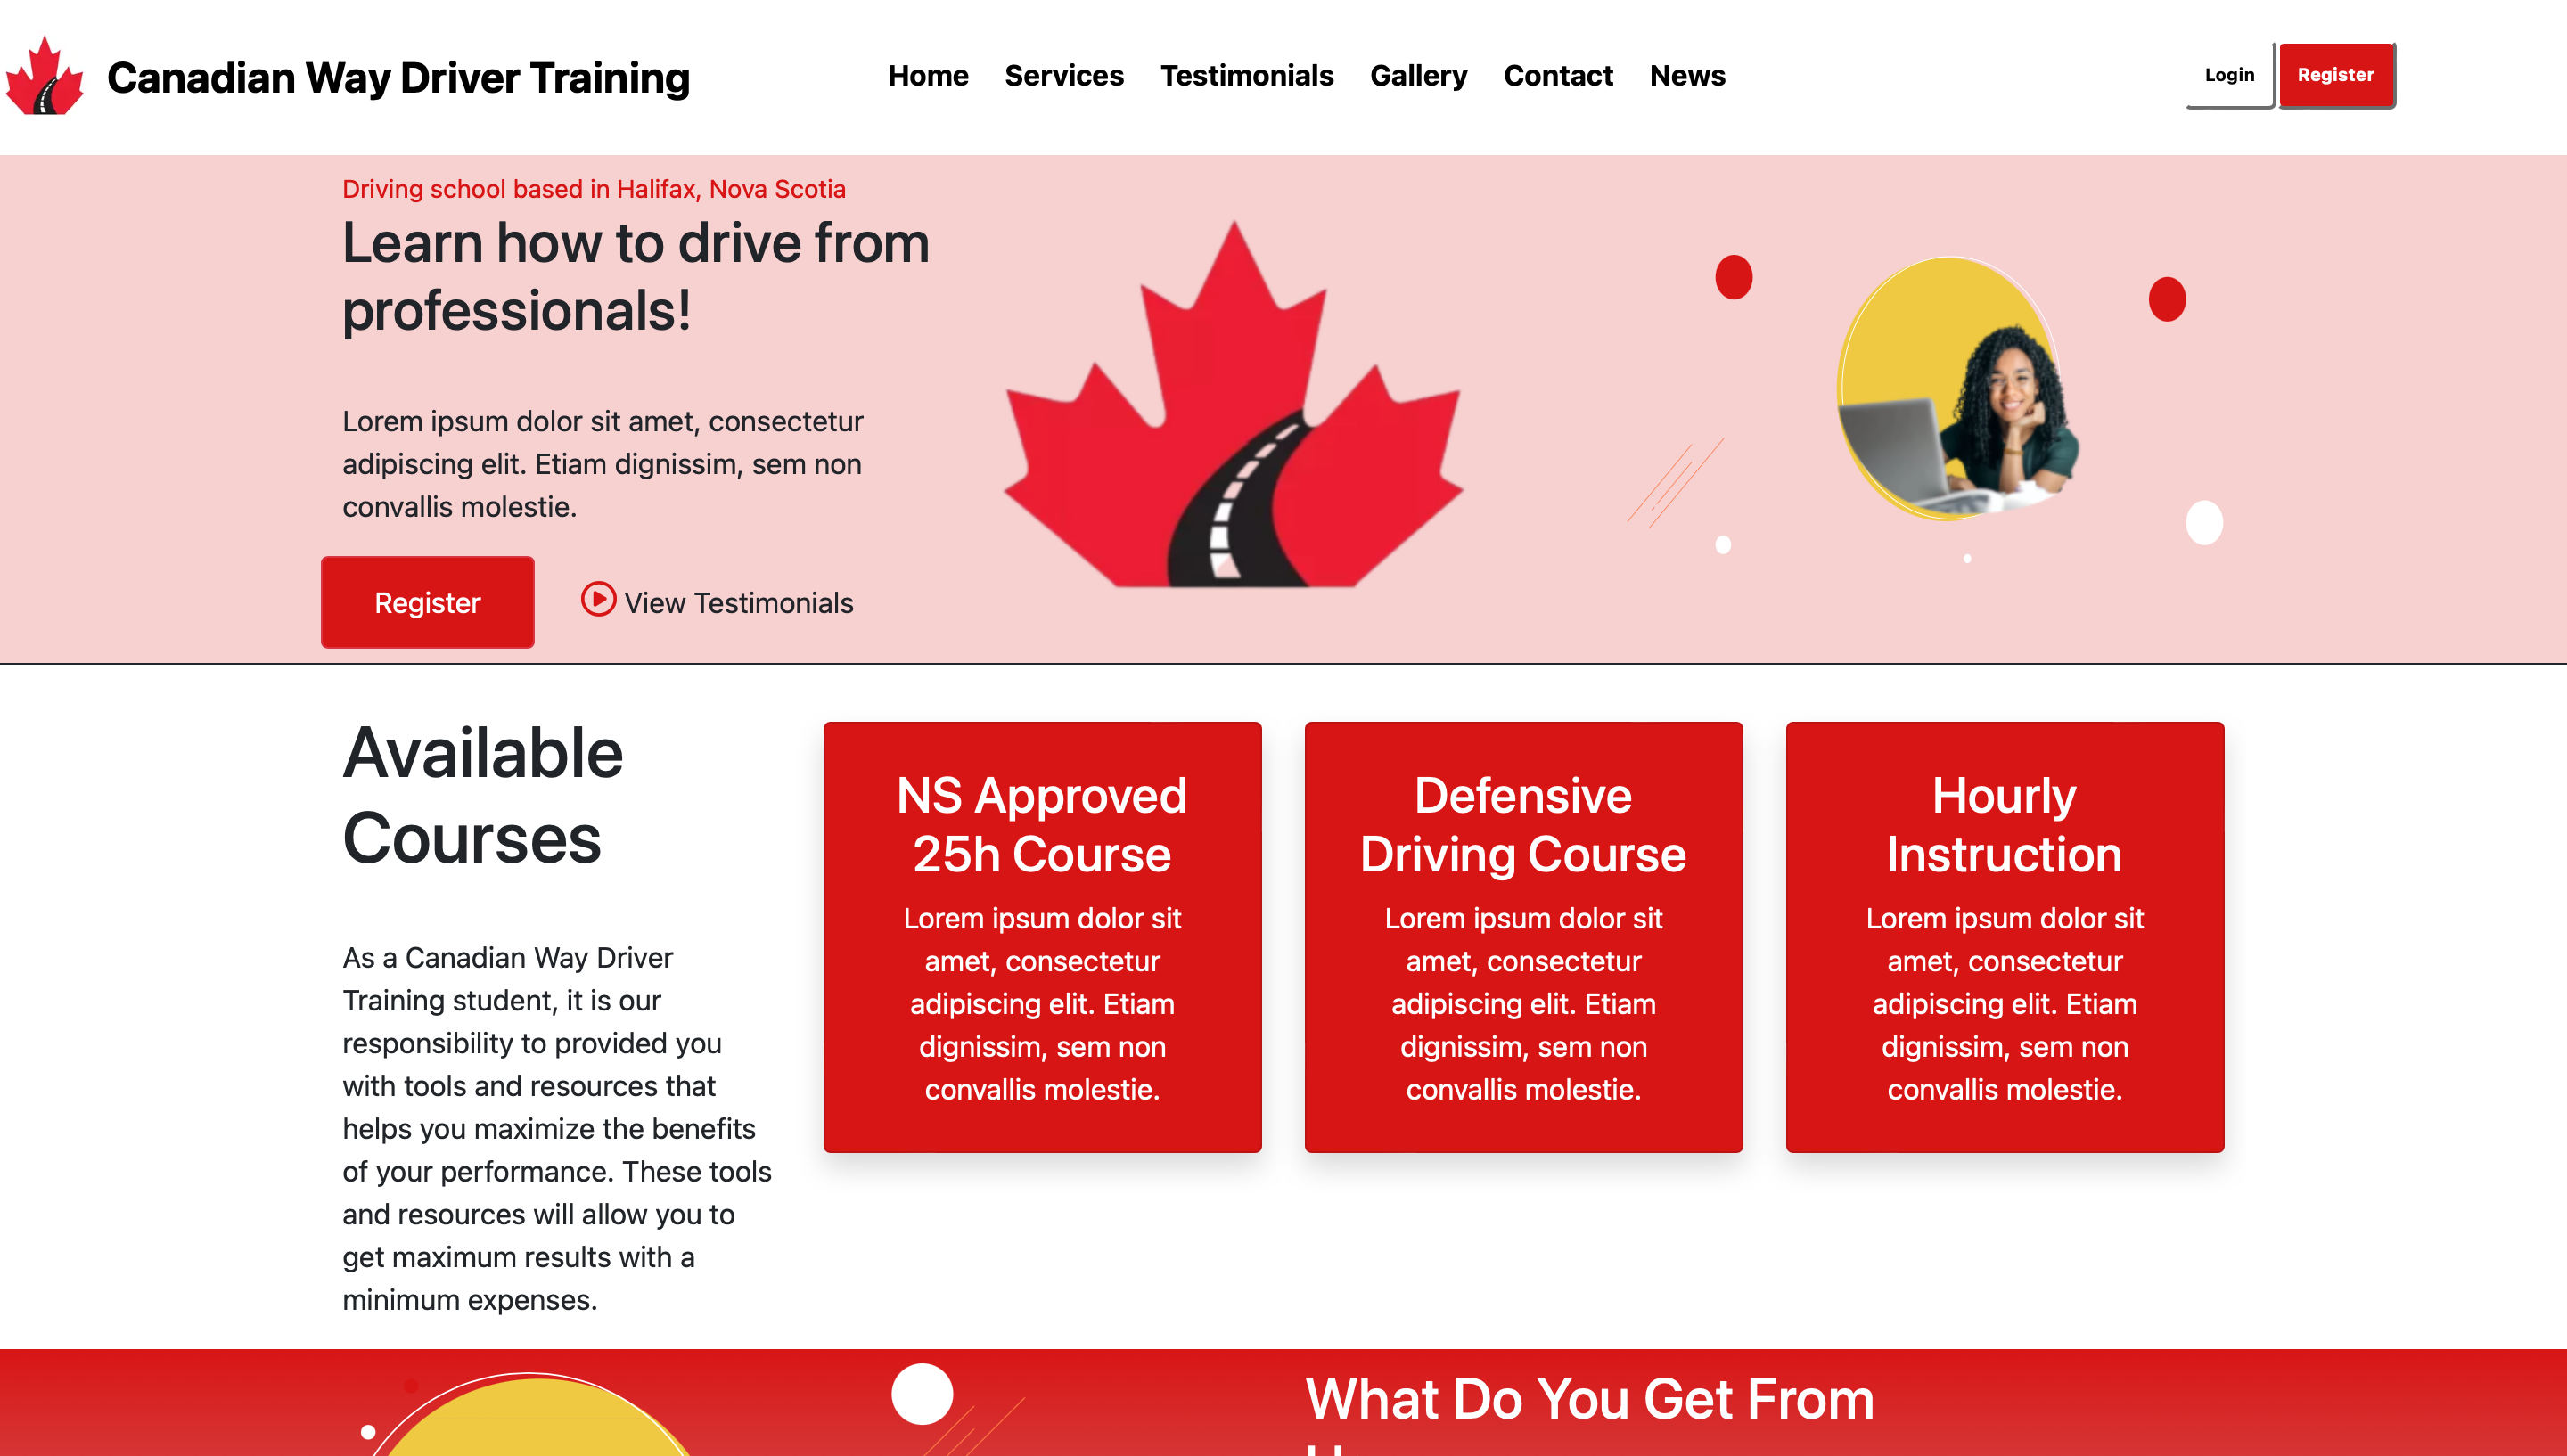 Canadian Way Driver Training
Home Services Testimonials Gallery Contact News
Login Register
Driving school based in Halifax, Nova Scotia
Learn how to drive from
professionals!
Lorem ipsum dolor sit amet, consectetur
adipiscing elit. Etiam dignissim, sem non
convallis molestie.
Register
View Testimonials
Available
Courses
As a Canadian Way Driver
Training student, it is our
responsibility to provided you
with tools and resources that
helps you maximize the benefits
of your performance. These tools
and resources will allow you to
get maximum results with a
minimum expenses.
NS Approved
25h Course
Lorem ipsum dolor sit
amet, consectetur
adipiscing elit. Etiam
dignissim, sem non
convallis molestie.
Defensive
Driving Course
Lorem ipsum dolor sit
amet, consectetur
adipiscing elit. Etiam
dignissim, sem non
convallis molestie.
Hourly
Instruction
Lorem ipsum dolor sit
amet, consectetur
adipiscing elit. Etiam
dignissim, sem non
convallis molestie.
What Do You Get From